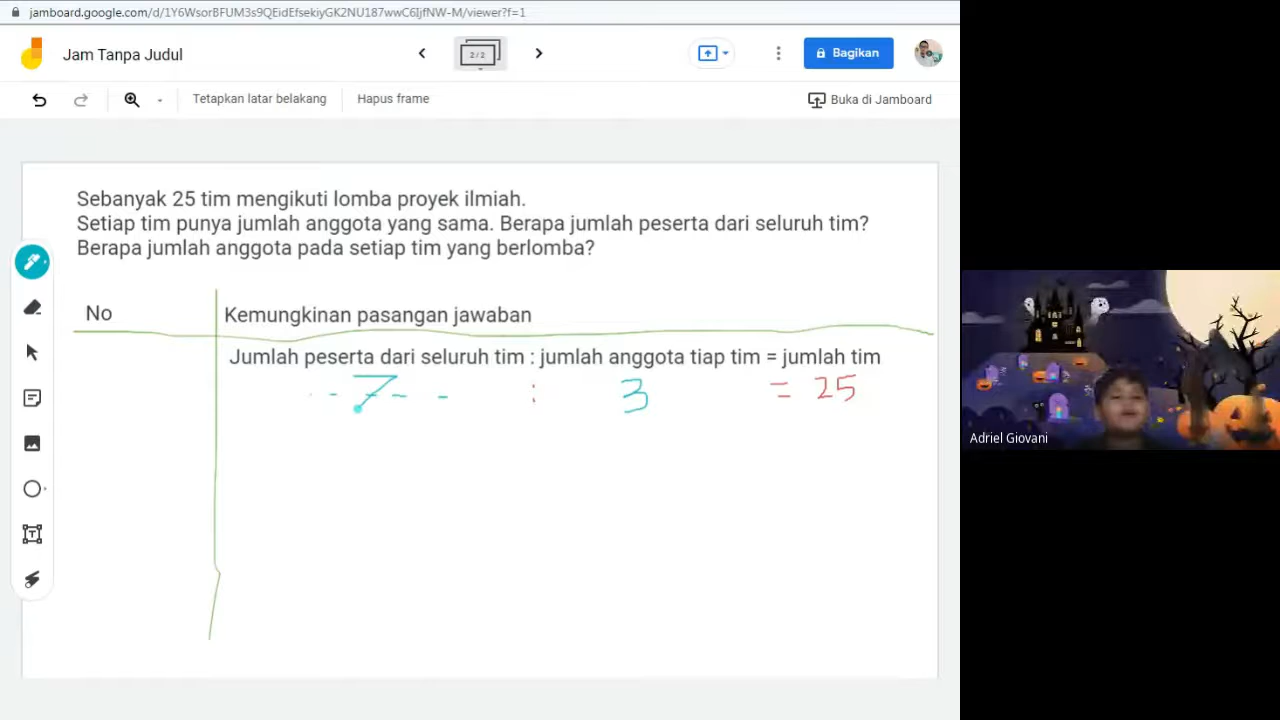 jamboard.google.com/d/1Y6WsorBFUM3s9QEidEfsekiyGK2NU187wwC6IjfNW-M/viewer?f=1
Jam Tanpa Judul
2 / 2
Bagikan
Tetapkan latar belakang
Hapus frame
Buka di Jamboard
Sebanyak 25 tim mengikuti lomba proyek ilmiah.
Setiap tim punya jumlah anggota yang sama. Berapa jumlah peserta dari seluruh tim?
Berapa jumlah anggota pada setiap tim yang berlomba?
No
Kemungkinan pasangan jawaban
Jumlah peserta dari seluruh tim : jumlah anggota tiap tim = jumlah tim
7 : 3 = 25
Adriel Giovani